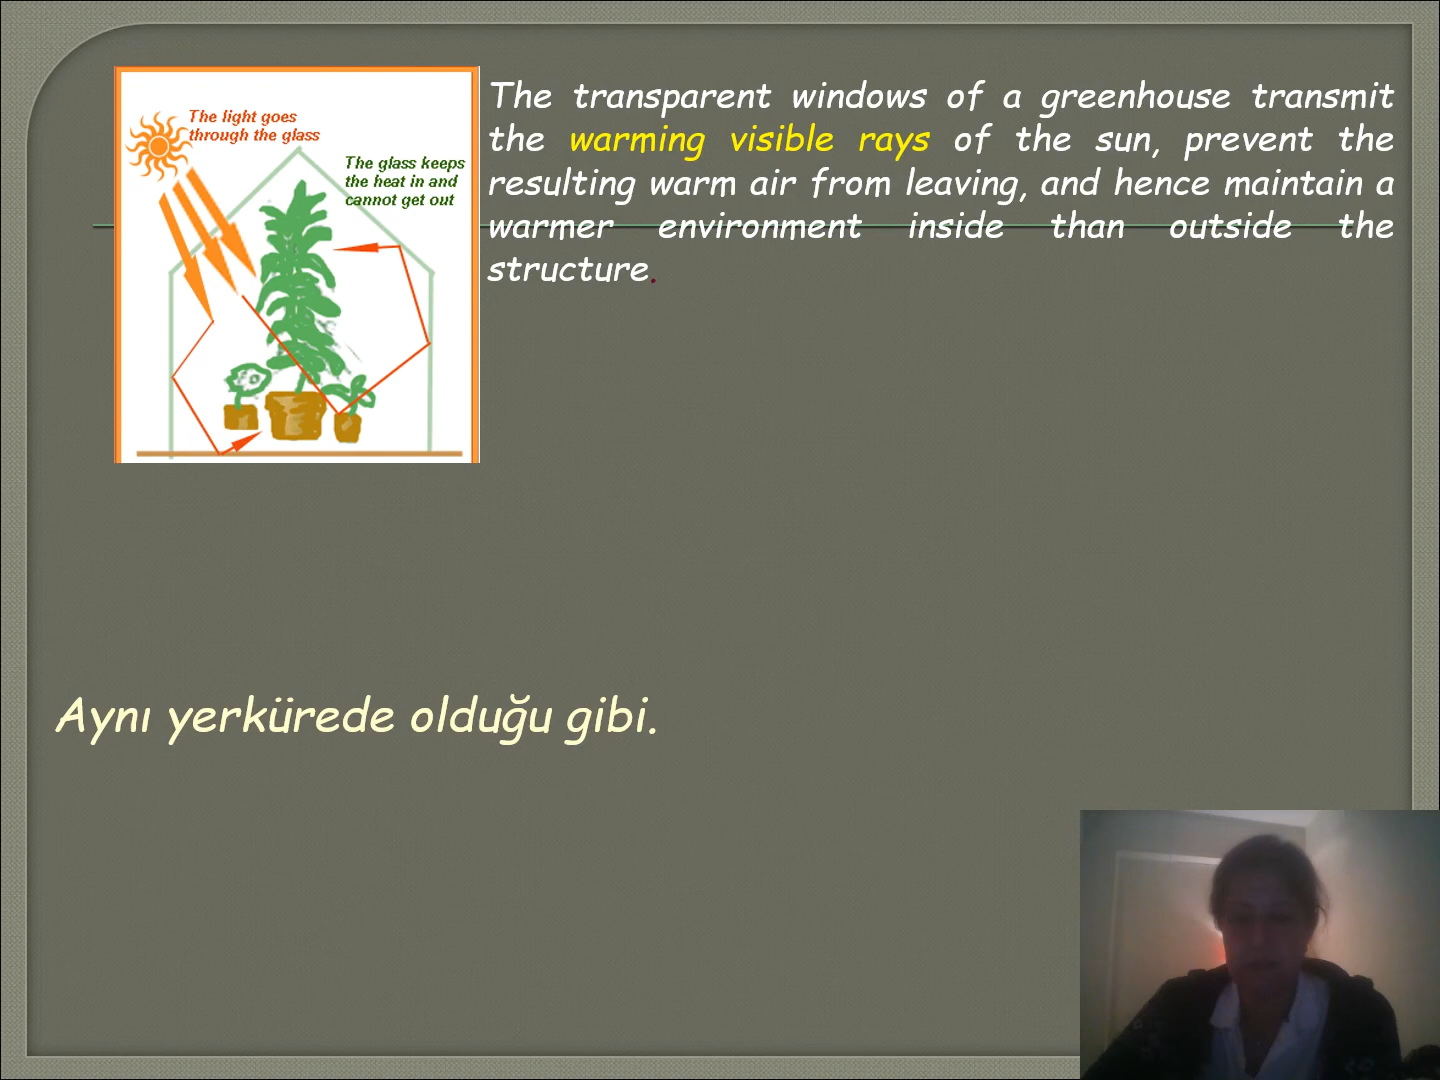 The light goes
through the glass
The glass keeps
the heat in and
cannot get out
The transparent windows of a greenhouse transmit
the warming visible rays of the sun, prevent the
resulting warm air from leaving, and hence maintain a
warmer environment inside than outside the
structure.
Aynı yerkürede olduğu gibi.